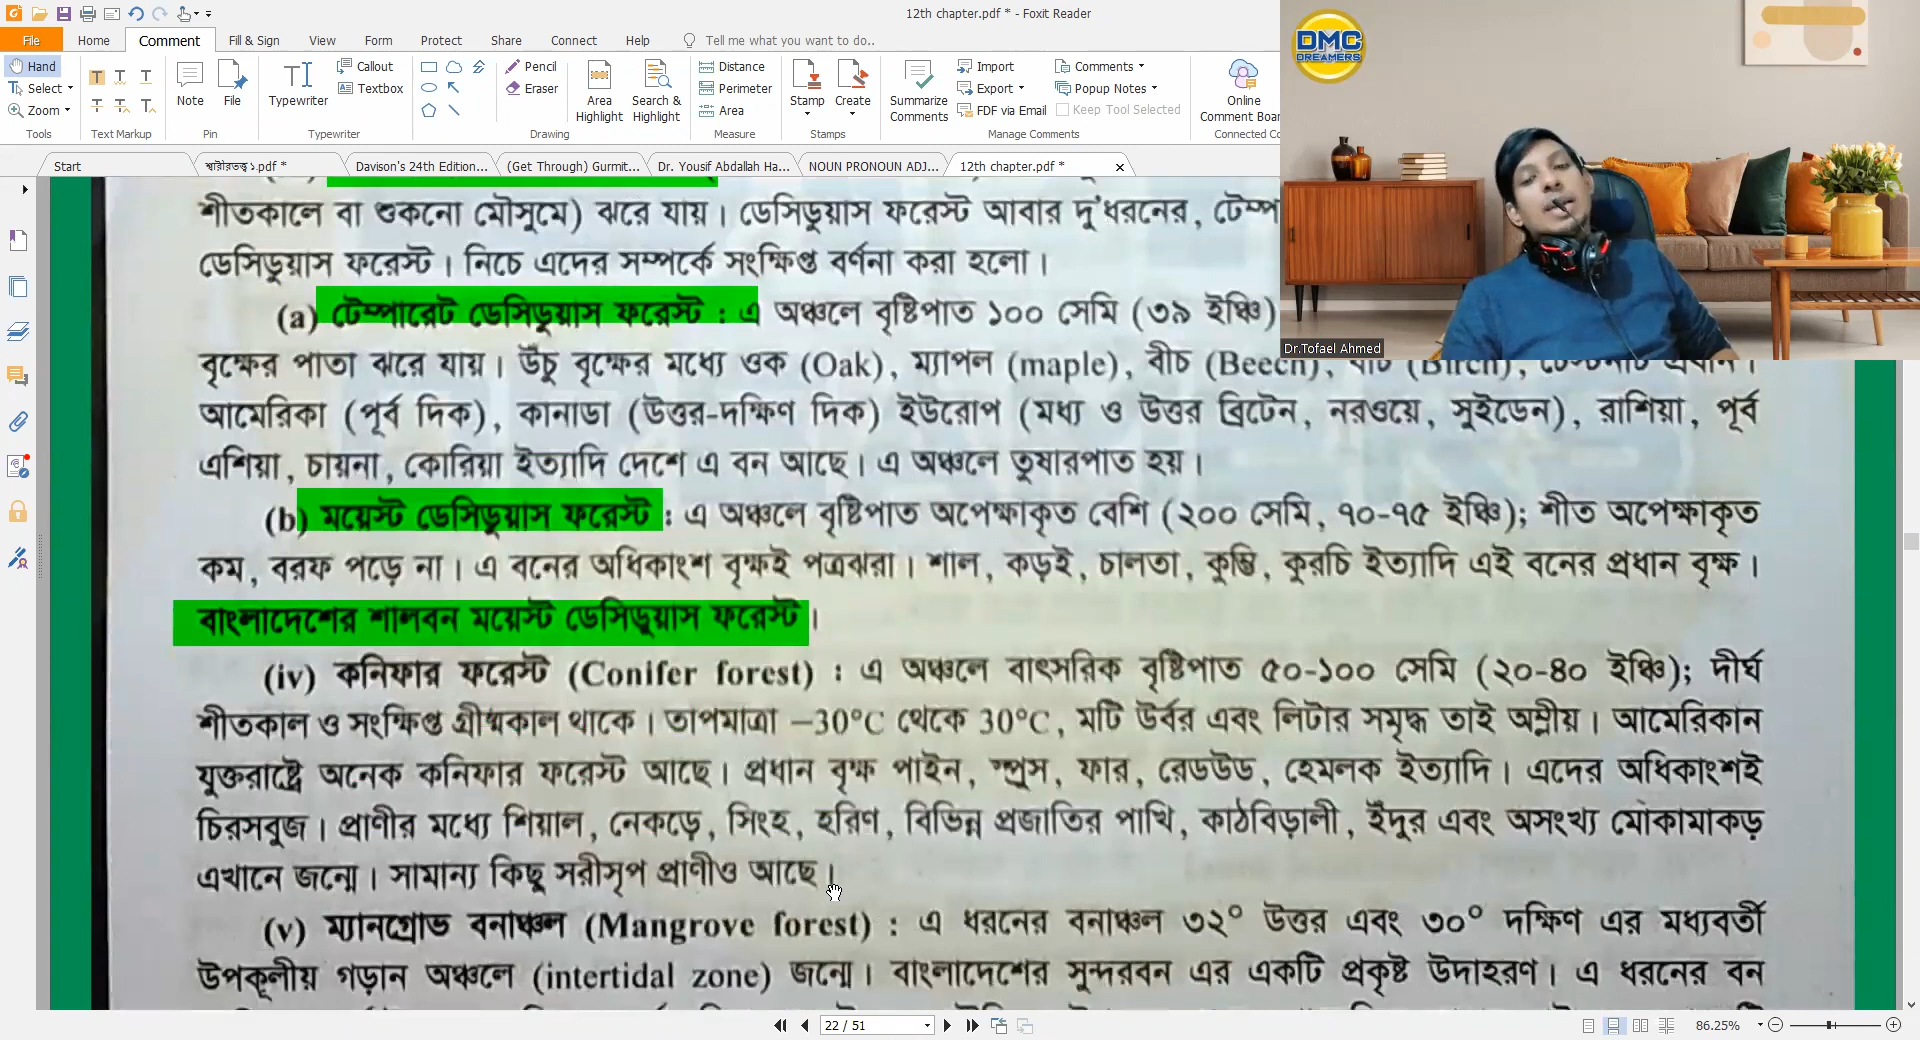 12th chapter.pdf * - Foxit Reader
File Home Comment Fill & Sign View Form Protect Share Connect Help Tell me what you want to do..
Hand Select Zoom Tools
Text Markup
Note File Pin
Typewriter Callout Textbox Typewriter
Pencil Eraser Area Highlight Search & Highlight Drawing
Distance Perimeter Area Measure
Stamp Create Stamps
Summarize Comments Import Export FDF via Email Comments Popup Notes Keep Tool Selected Manage Comments
Online Comment Boa Connected Co
DMC
DREAMERS
Dr.Tofael Ahmed
Start শারীরতত্ত্ব ১.pdf * Davison's 24th Edition... (Get Through) Gurmit... Dr. Yousif Abdallah Ha... NOUN PRONOUN ADJ... 12th chapter.pdf *
শীতকালে বা শুকনো মৌসুমে) ঝরে যায়। ডেসিডুয়াস ফরেস্ট আবার দু'ধরনের, টেম্প
ডেসিডুয়াস ফরেস্ট। নিচে এদের সম্পর্কে সংক্ষিপ্ত বর্ণনা করা হলো।
(a) টেম্পারেট ডেসিডুয়াস ফরেস্ট : এ অঞ্চলে বৃষ্টিপাত ১০০ সেমি (৩৯ ইঞ্চি)
বৃক্ষের পাতা ঝরে যায়। উঁচু বৃক্ষের মধ্যে ওক (Oak), ম্যাপল (maple), বীচ (Beech), বার্চ (Birch), চেস্টনাট প্রধান।
আমেরিকা (পূর্ব দিক), কানাডা (উত্তর-দক্ষিণ দিক) ইউরোপ (মধ্য ও উত্তর ব্রিটেন, নরওয়ে, সুইডেন), রাশিয়া, পূর্ব
এশিয়া, চায়না, কোরিয়া ইত্যাদি দেশে এ বন আছে। এ অঞ্চলে তুষারপাত হয়।
(b) ময়েস্ট ডেসিডুয়াস ফরেস্ট : এ অঞ্চলে বৃষ্টিপাত অপেক্ষাকৃত বেশি (২০০ সেমি, ৭০-৭৫ ইঞ্চি); শীত অপেক্ষাকৃত
কম, বরফ পড়ে না। এ বনের অধিকাংশ বৃক্ষই পত্রঝরা। শাল, কড়ই, চালতা, কুম্ভি, কুরচি ইত্যাদি এই বনের প্রধান বৃক্ষ।
বাংলাদেশের শালবন ময়েস্ট ডেসিডুয়াস ফরেস্ট।
(iv) কনিফার ফরেস্ট (Conifer forest) : এ অঞ্চলে বাৎসরিক বৃষ্টিপাত ৫০-১০০ সেমি (২০-৪০ ইঞ্চি); দীর্ঘ
শীতকাল ও সংক্ষিপ্ত গ্রীষ্মকাল থাকে। তাপমাত্রা –30°C থেকে 30°C, মটি উর্বর এবং লিটার সমৃদ্ধ তাই অম্লীয়। আমেরিকান
যুক্তরাষ্ট্রে অনেক কনিফার ফরেস্ট আছে। প্রধান বৃক্ষ পাইন, স্প্রুস, ফার, রেডউড, হেমলক ইত্যাদি। এদের অধিকাংশই
চিরসবুজ। প্রাণীর মধ্যে শিয়াল, নেকড়ে, সিংহ, হরিণ, বিভিন্ন প্রজাতির পাখি, কাঠবিড়ালী, ইঁদুর এবং অসংখ্য মোকামাকড়
এখানে জন্মে। সামান্য কিছু সরীসৃপ প্রাণীও আছে।
(v) ম্যানগ্রোভ বনাঞ্চল (Mangrove forest) : এ ধরনের বনাঞ্চল ৩২° উত্তর এবং ৩০° দক্ষিণ এর মধ্যবর্তী
উপকূলীয় গড়ান অঞ্চলে (intertidal zone) জন্মে। বাংলাদেশের সুন্দরবন এর একটি প্রকৃষ্ট উদাহরণ। এ ধরনের বন
22 / 51 86.25%